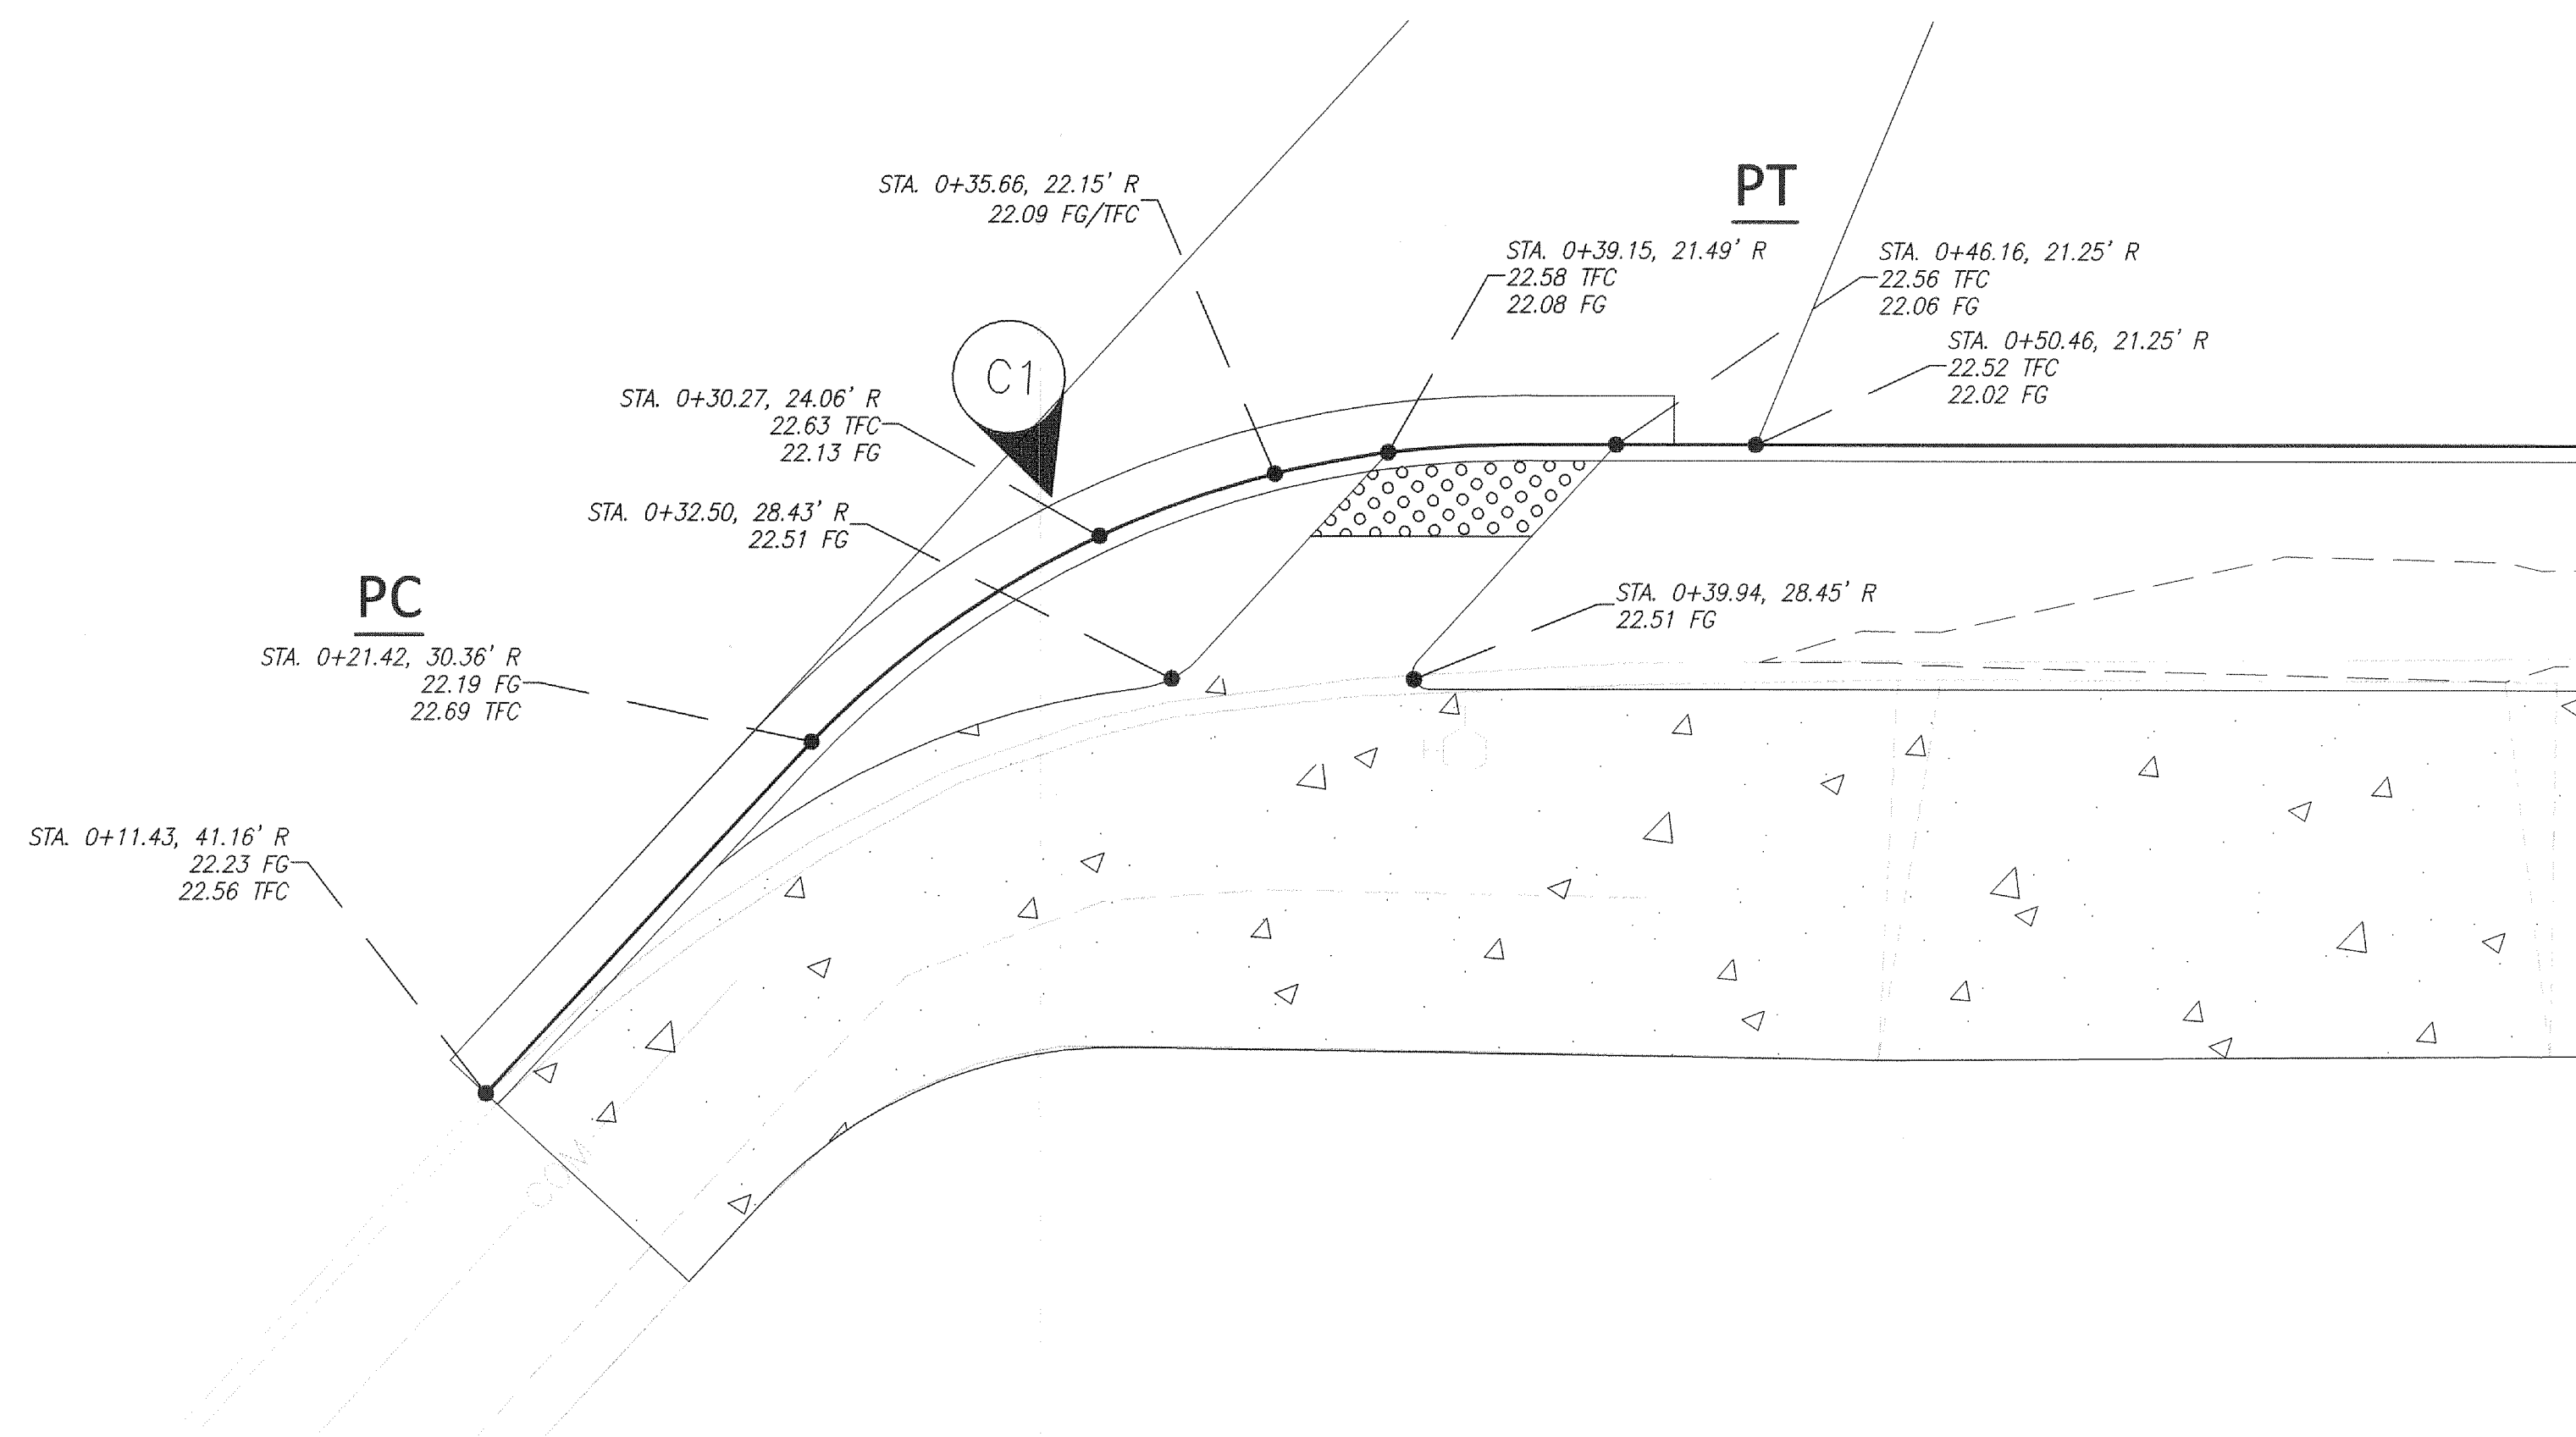 STA. 0+35.66, 22.15' R
22.09 FG/TFC
PT
STA. 0+39.15, 21.49' R
22.58 TFC
22.08 FG
STA. 0+46.16, 21.25' R
22.56 TFC
22.06 FG
STA. 0+50.46, 21.25' R
22.52 TFC
22.02 FG
C1
STA. 0+30.27, 24.06' R
22.63 TFC
22.13 FG
STA. 0+32.50, 28.43' R
22.51 FG
PC
STA. 0+21.42, 30.36' R
22.19 FG
22.69 TFC
STA. 0+39.94, 28.45' R
22.51 FG
STA. 0+11.43, 41.16' R
22.23 FG
22.56 TFC
COM